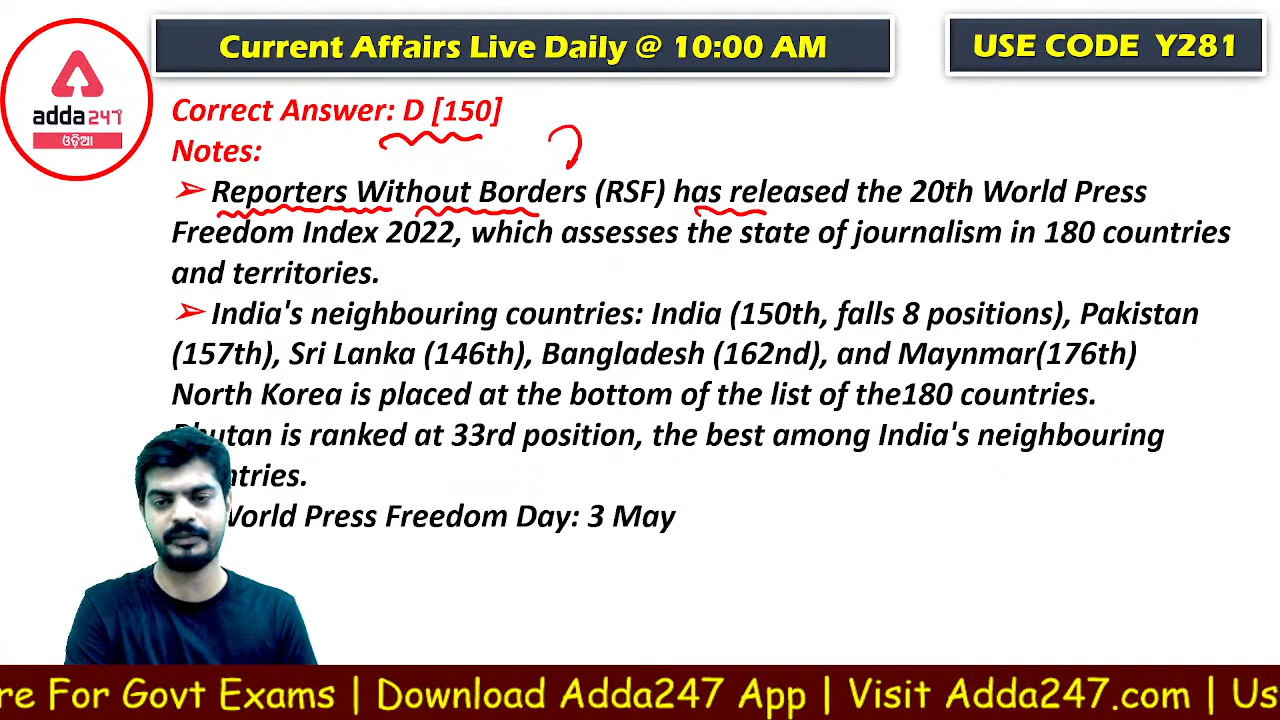 Current Affairs Live Daily @ 10:00 AM
USE CODE Y281
adda247
ଓଡ଼ିଆ
Correct Answer: D [150]
Notes:
➢ Reporters Without Borders (RSF) has released the 20th World Press
Freedom Index 2022, which assesses the state of journalism in 180 countries
and territories.
➢ India's neighbouring countries: India (150th, falls 8 positions), Pakistan
(157th), Sri Lanka (146th), Bangladesh (162nd), and Maynmar(176th)
North Korea is placed at the bottom of the list of the180 countries.
Bhutan is ranked at 33rd position, the best among India's neighbouring
ntries.
World Press Freedom Day: 3 May
re For Govt Exams | Download Adda247 App | Visit Adda247.com | Us